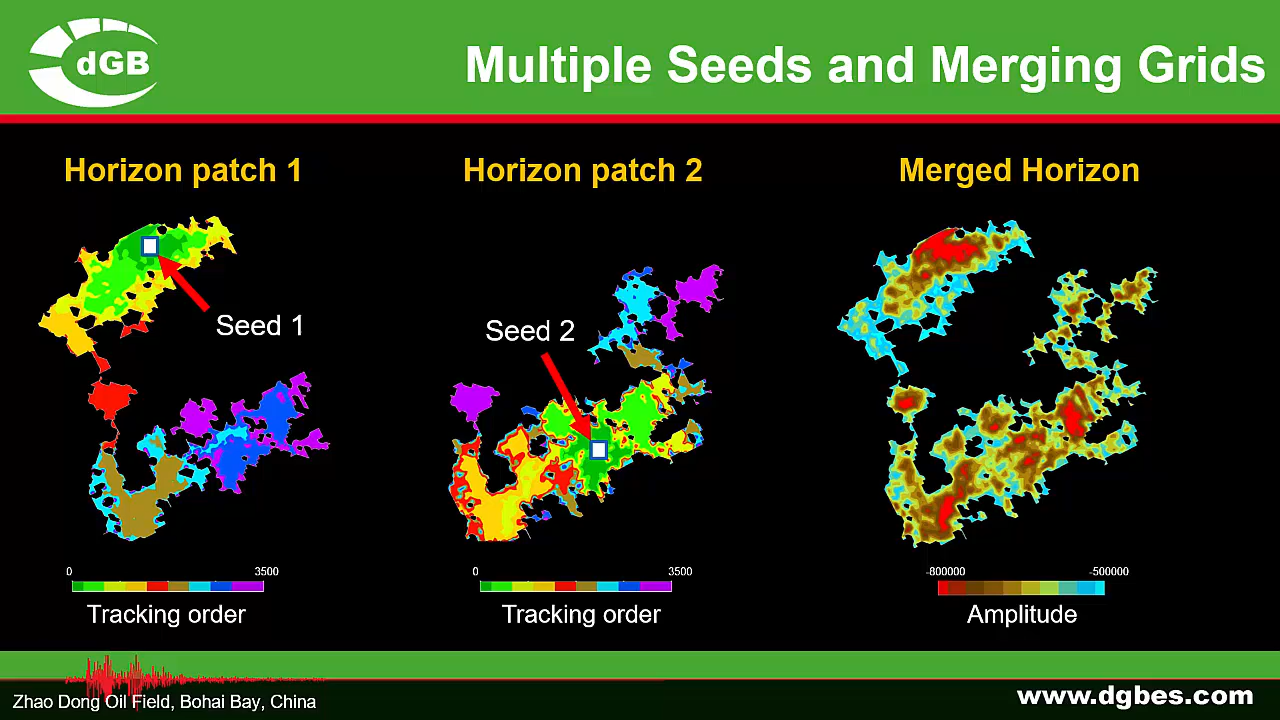 dGB
Multiple Seeds and Merging Grids
Horizon patch 1
Horizon patch 2
Merged Horizon
Seed 1
Seed 2
0 3500
Tracking order
0 3500
Tracking order
-800000 -500000
Amplitude
Zhao Dong Oil Field, Bohai Bay, China
www.dgbes.com